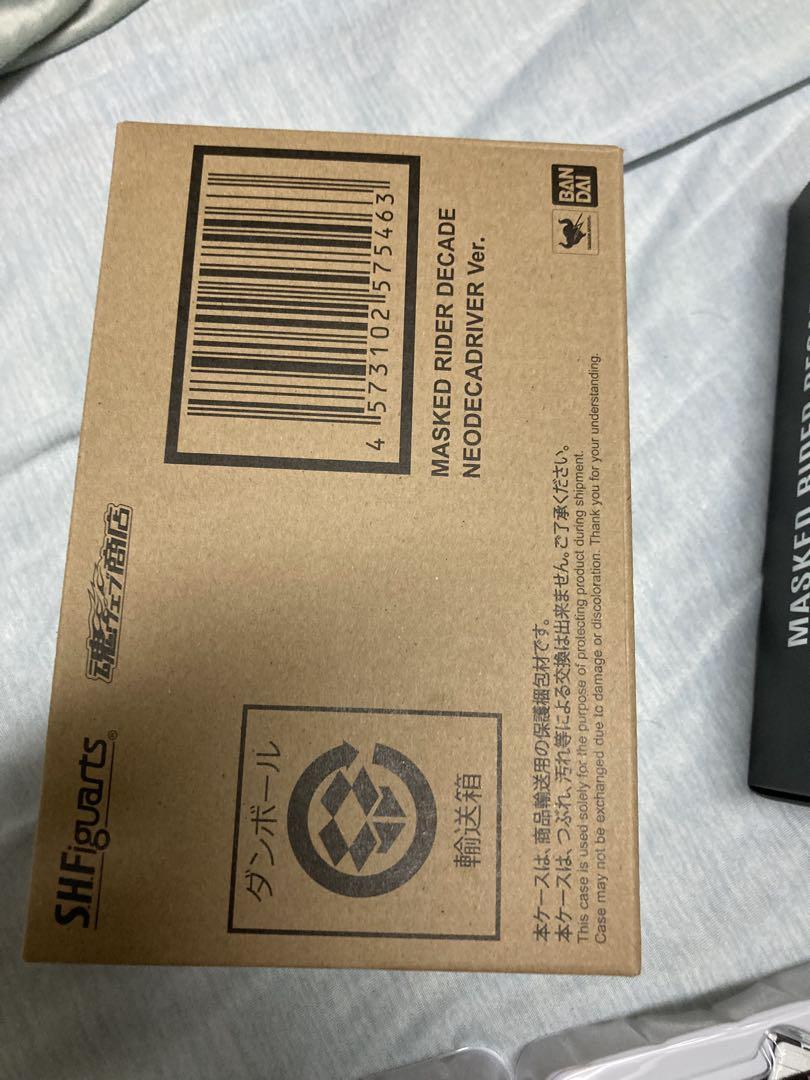 S.H.Figuarts®
魂ウェブ商店
4 573102 575463
MASKED RIDER DECADE
NEODECADRIVER Ver.
ダンボール
輸送箱
本ケースは、商品輸送用の保護梱包材です。
本ケースは、つぶれ、汚れ等による交換は出来ません。ご了承ください。
This case is used solely for the purpose of protecting product during shipment.
Case may not be exchanged due to damage or discoloration. Thank you for your understanding.
BAN
DAI
MASKED RIDER